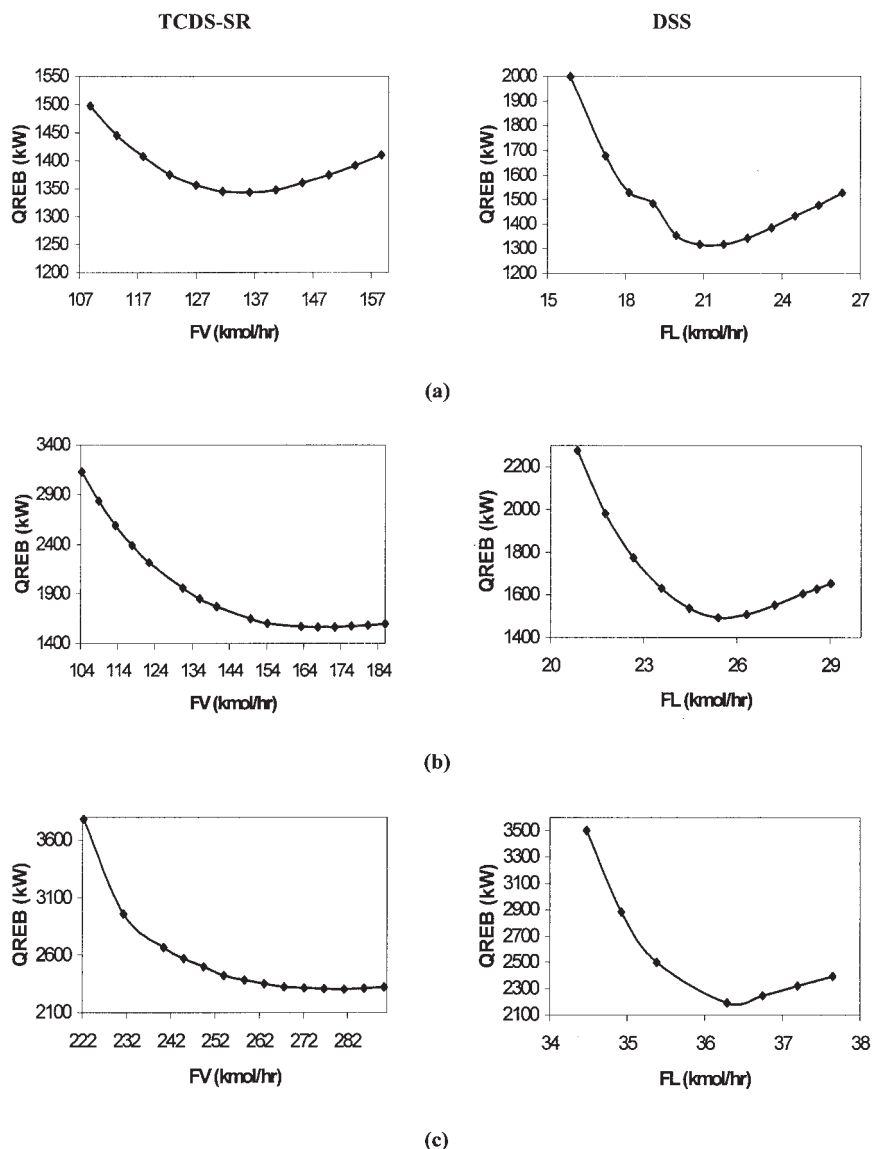 TCDS-SR
DSS
1550
1500
1450
1400
1350
1300
1250
1200
QREB (kW)
107 117 127 137 147 157
FV (kmol/hr)
2000
1900
1800
1700
1600
1500
1400
1300
1200
QREB (kW)
15 18 21 24 27
FL (kmol/hr)
(a)
3400
2900
2400
1900
1400
QREB (kW)
104 114 124 134 144 154 164 174 184
FV (kmol/hr)
2200
2000
1800
1600
1400
QREB (kW)
20 23 26 29
FL (kmol/hr)
(b)
3600
3100
2600
2100
QREB (kW)
222 232 242 252 262 272 282
FV (kmol/hr)
3500
3300
3100
2900
2700
2500
2300
2100
QREB (kW)
34 35 36 37 38
FL (kmol/hr)
(c)